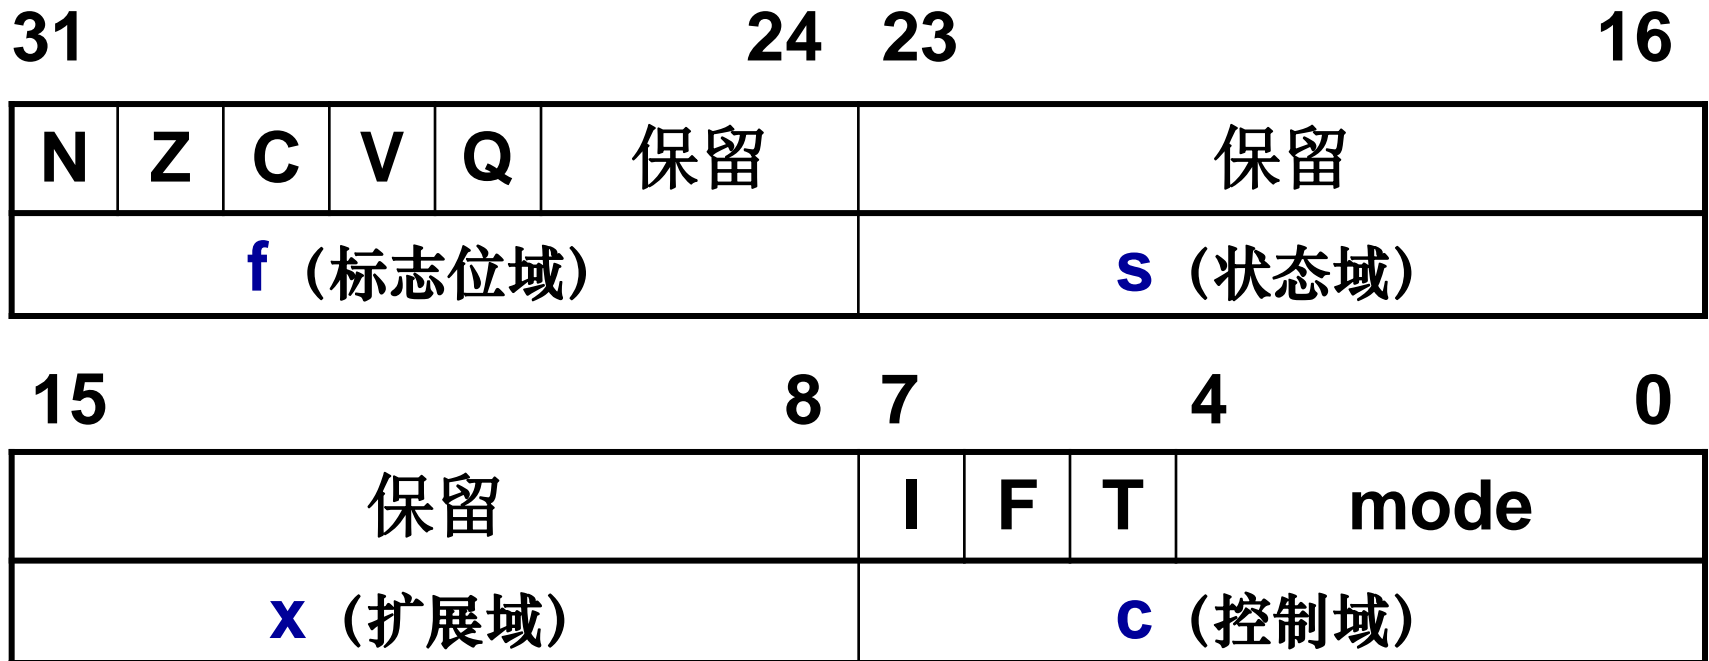 31 24 23 16
N Z C V Q 保留 保留
f（标志位域） s（状态域）
15 8 7 4 0
保留 I F T mode
x（扩展域） c（控制域）